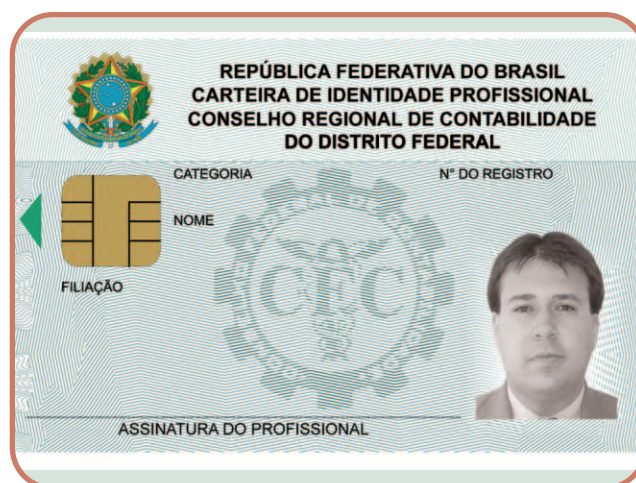 REPÚBLICA FEDERATIVA DO BRASIL
CARTEIRA DE IDENTIDADE PROFISSIONAL
CONSELHO REGIONAL DE CONTABILIDADE
DO DISTRITO FEDERAL
CATEGORIA
N° DO REGISTRO
NOME
FILIAÇÃO
CFC
ASSINATURA DO PROFISSIONAL